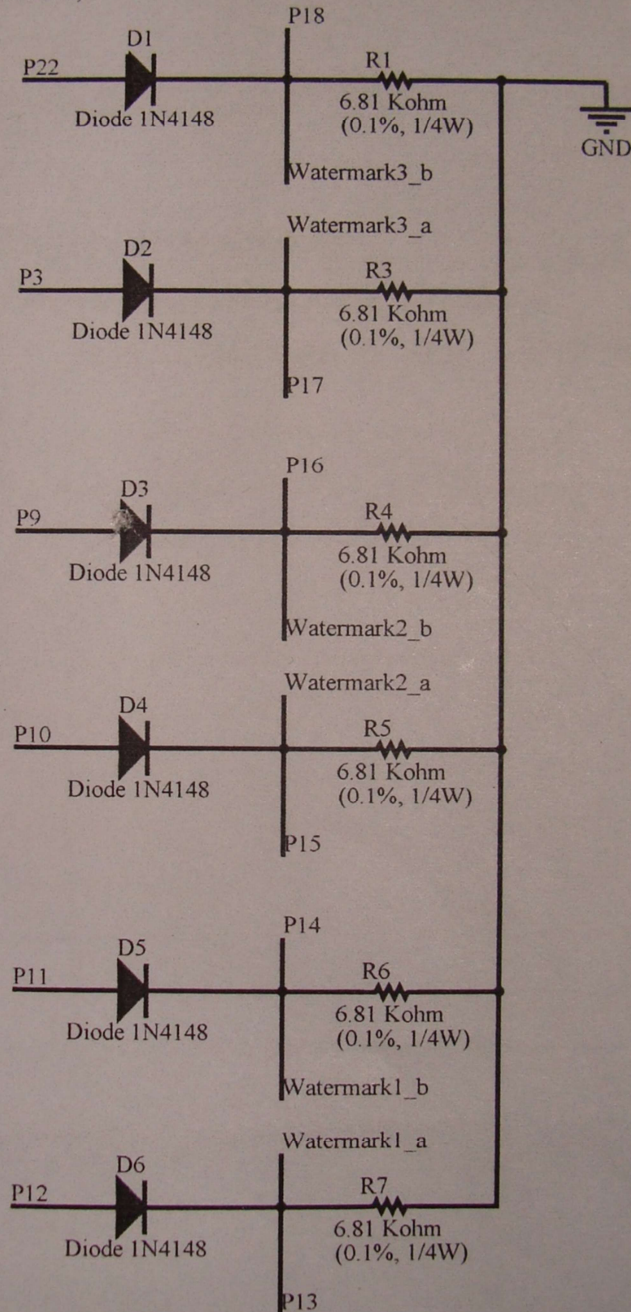 P18
D1
P22
R1
Diode 1N4148
6.81 Kohm
(0.1%, 1/4W)
GND
Watermark3_b
Watermark3_a
D2
P3
R3
Diode 1N4148
6.81 Kohm
(0.1%, 1/4W)
P17
P16
D3
P9
R4
Diode 1N4148
6.81 Kohm
(0.1%, 1/4W)
Watermark2_b
Watermark2_a
D4
P10
R5
Diode 1N4148
6.81 Kohm
(0.1%, 1/4W)
P15
P14
D5
P11
R6
Diode 1N4148
6.81 Kohm
(0.1%, 1/4W)
Watermark1_b
Watermark1_a
D6
P12
R7
Diode 1N4148
6.81 Kohm
(0.1%, 1/4W)
P13